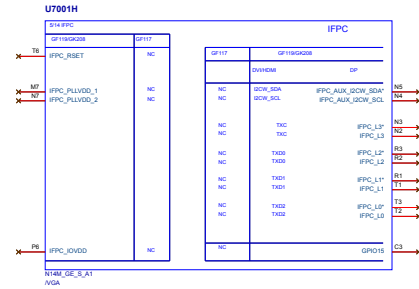 U7001H
5/14 IFPC
IFPC
GF119/GK208
GF117
GF117
GF119/GK208
T6
IFPC_RSET
NC
DVI/HDMI
DP
M7
IFPC_PLLVDD_1
NC
N7
IFPC_PLLVDD_2
NC
NC
I2CW_SDA
IFPC_AUX_I2CW_SDA*
N5
NC
I2CW_SCL
IFPC_AUX_I2CW_SCL
N4
NC
TXC
IFPC_L3*
N3
NC
TXC
IFPC_L3
N2
NC
TXD0
IFPC_L2*
R3
NC
TXD0
IFPC_L2
R2
NC
TXD1
IFPC_L1*
R1
NC
TXD1
IFPC_L1
T1
NC
TXD2
IFPC_L0*
T3
NC
TXD2
IFPC_L0
T2
P6
IFPC_IOVDD
NC
NC
GPIO15
C3
N14M_GE_S_A1
/VGA